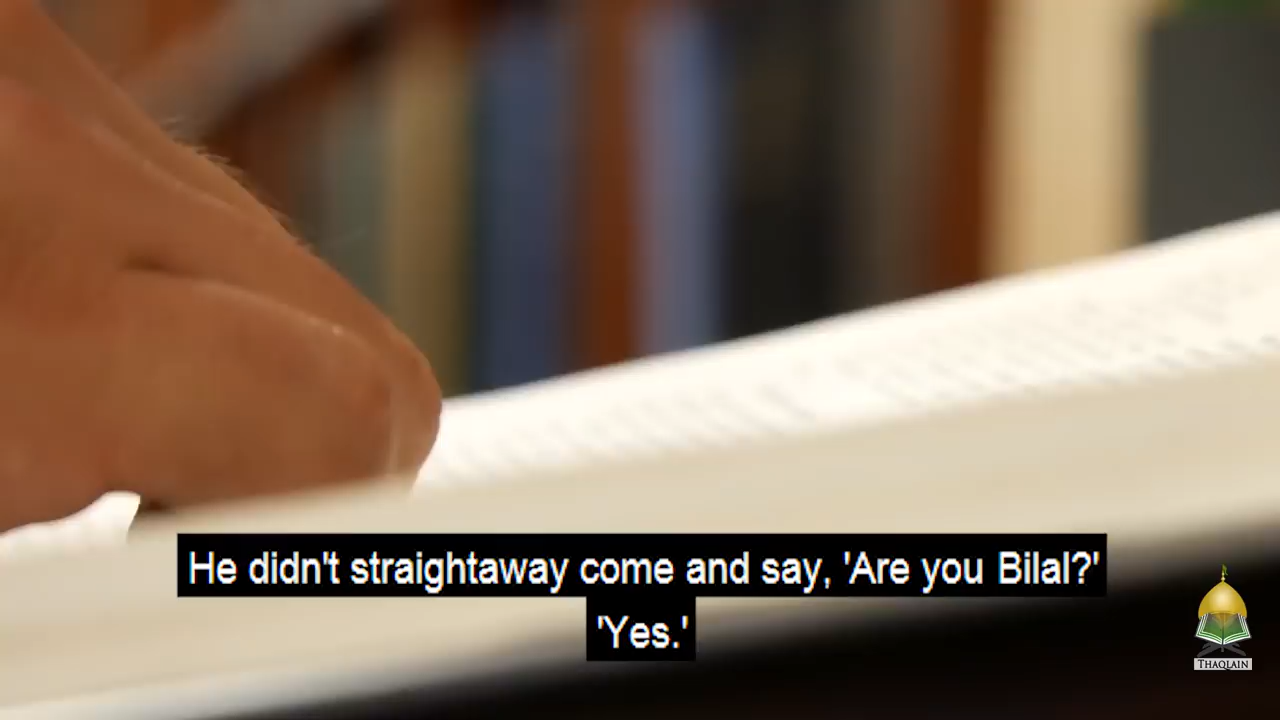 He didn't straightaway come and say, 'Are you Bilal?'
'Yes.'
THAQLAIN